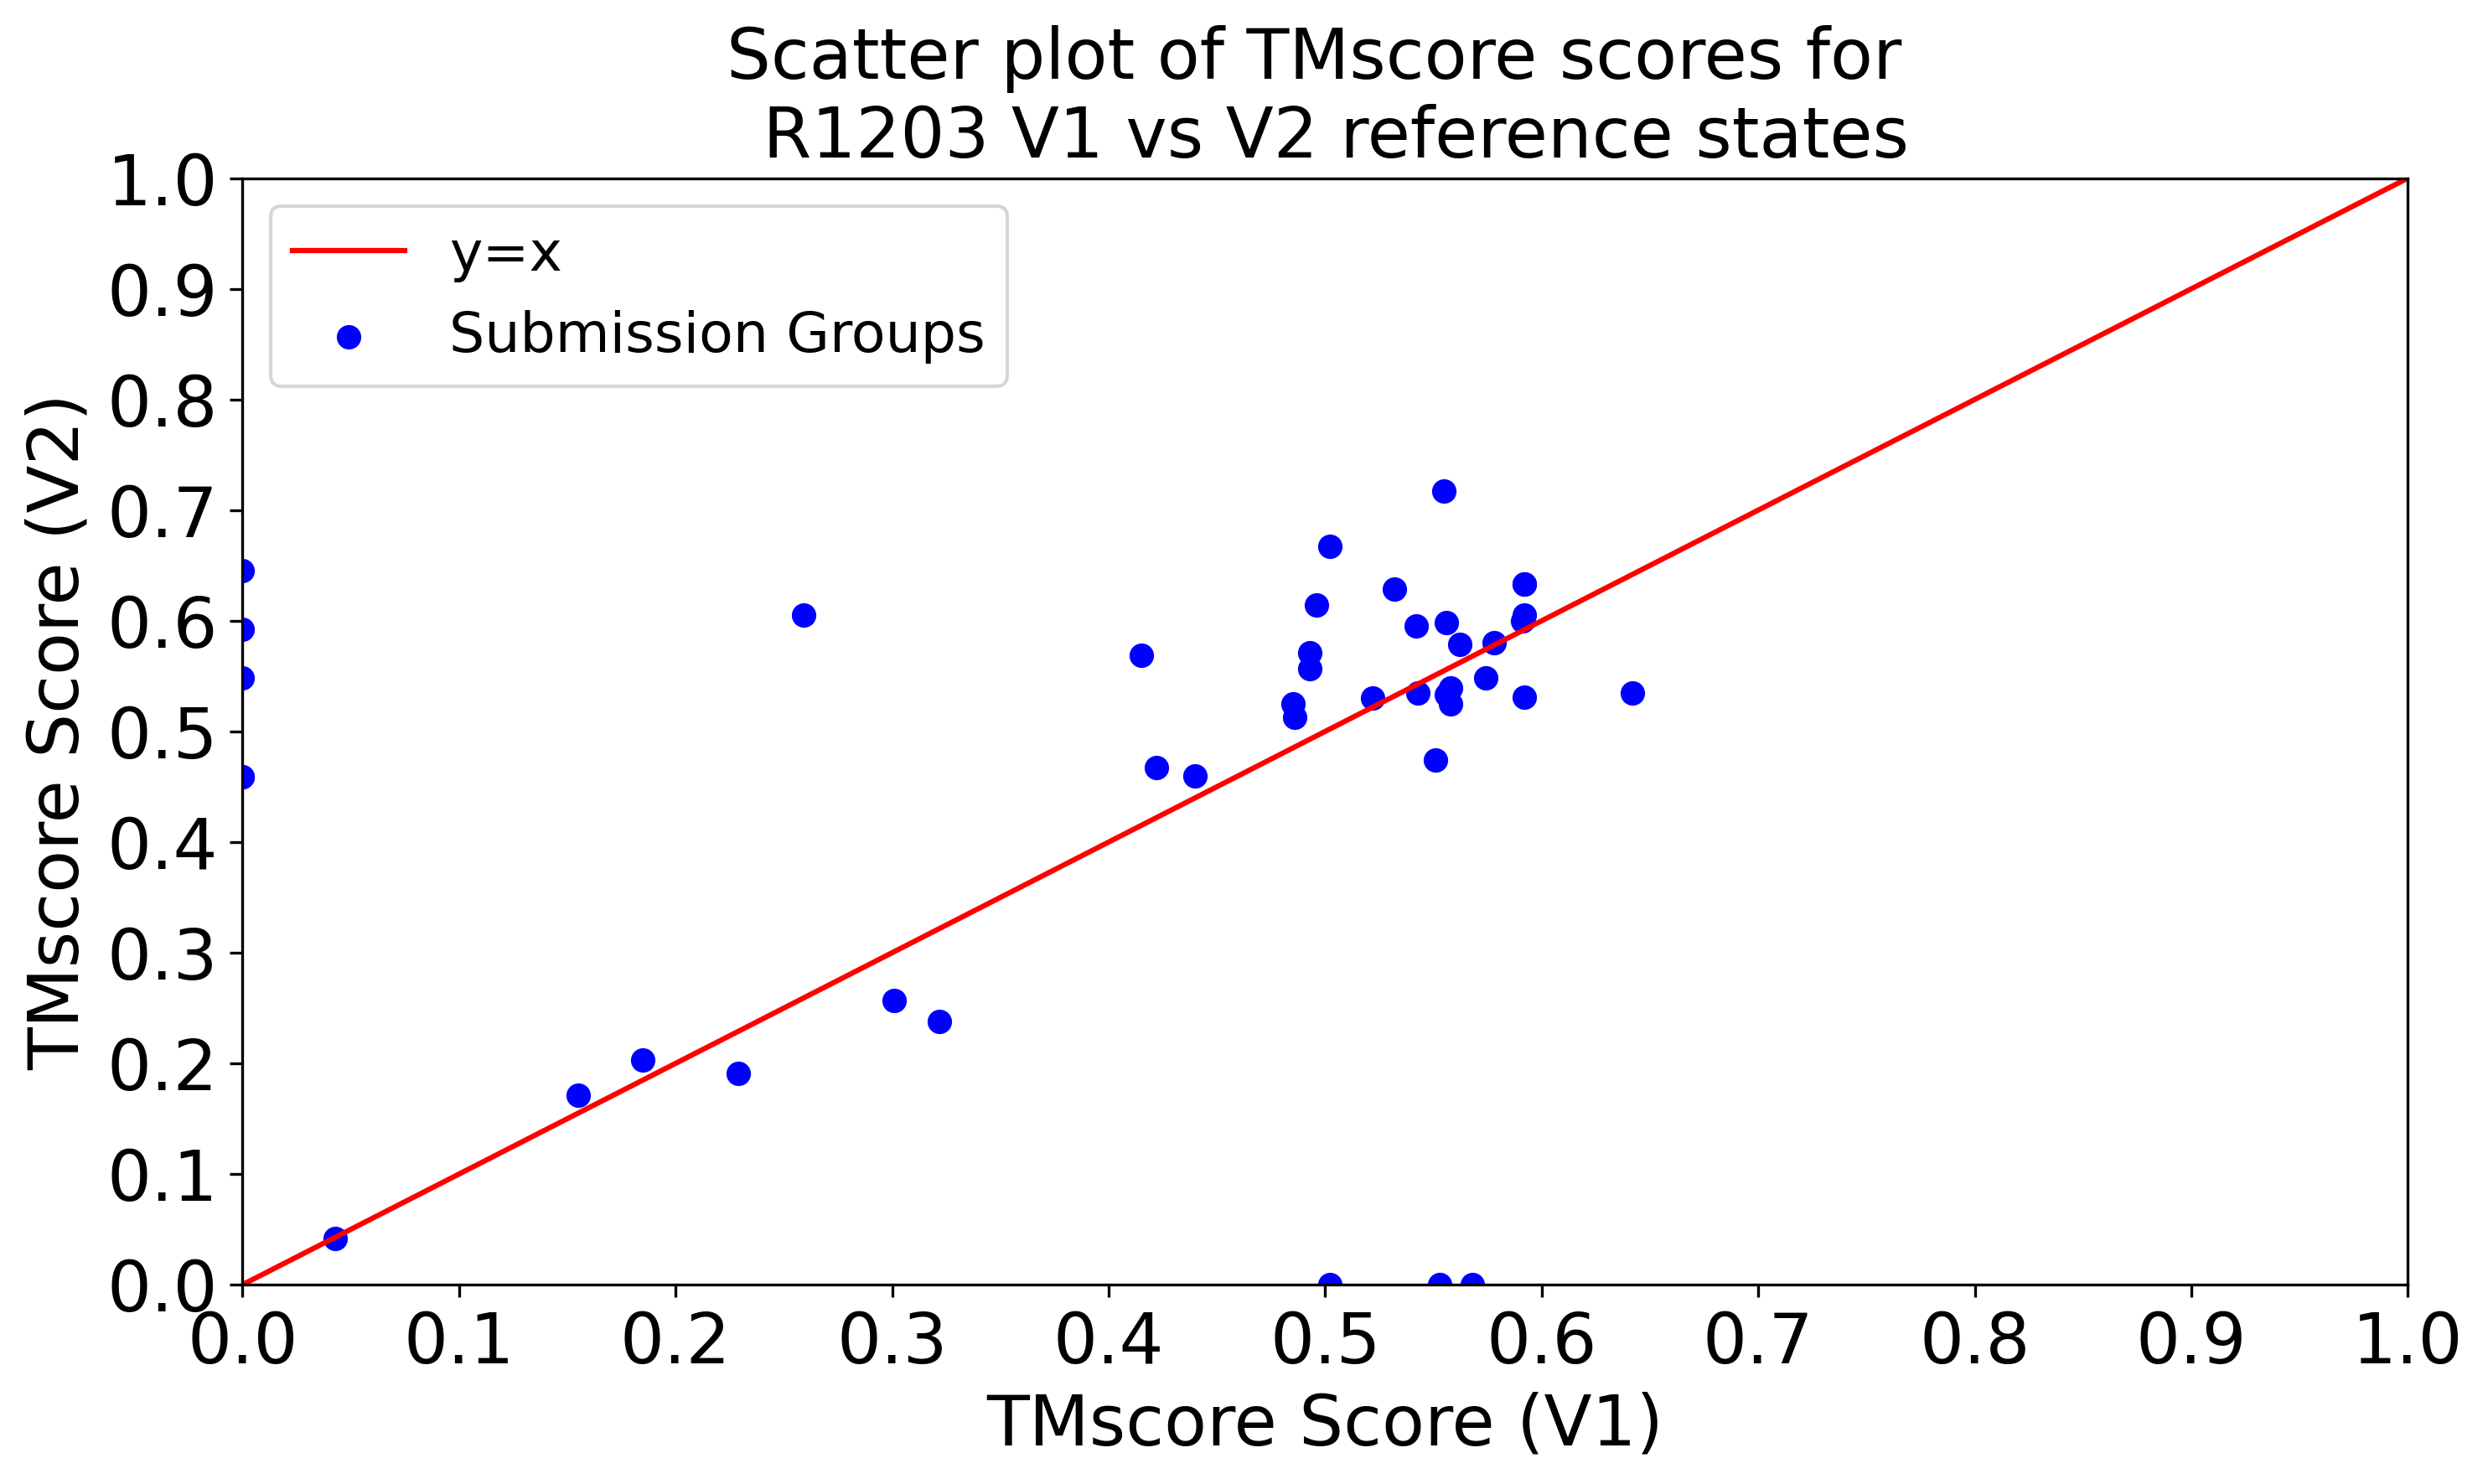 Scatter plot of TMscore scores for
R1203 V1 vs V2 reference states
y=x
Submission Groups
TMscore Score (V2)
1.0
0.9
0.8
0.7
0.6
0.5
0.4
0.3
0.2
0.1
0.0
0.0 0.1 0.2 0.3 0.4 0.5 0.6 0.7 0.8 0.9 1.0
TMscore Score (V1)